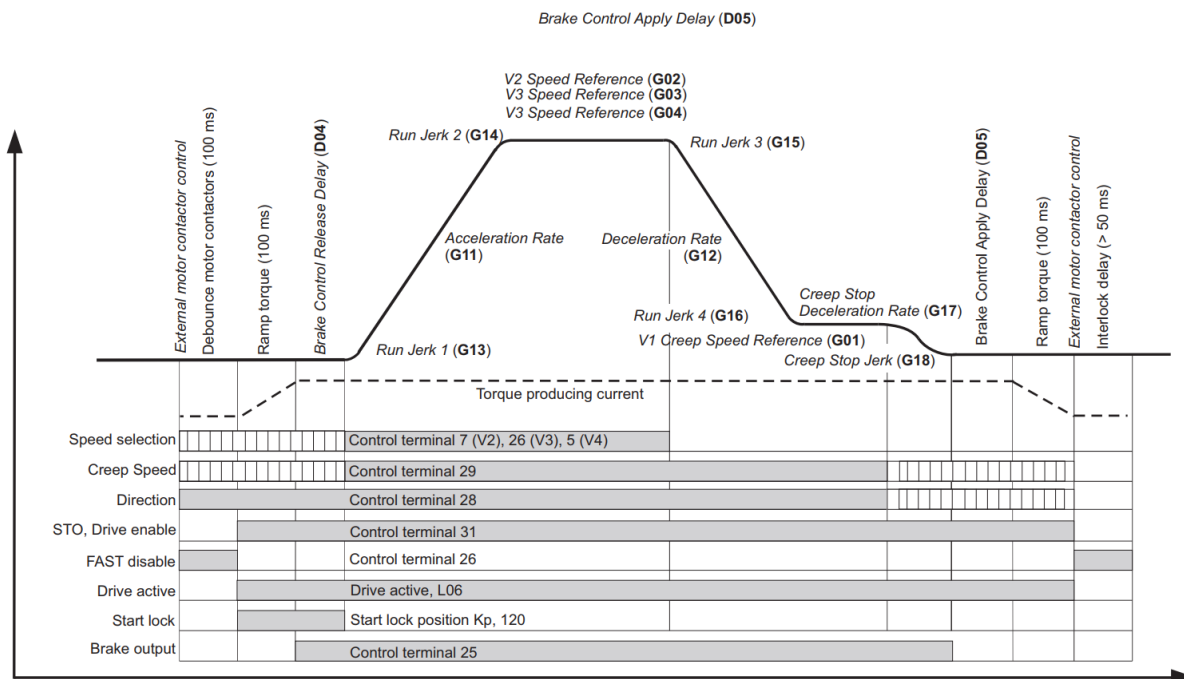 Brake Control Apply Delay (D05)
V2 Speed Reference (G02)
V3 Speed Reference (G03)
V3 Speed Reference (G04)
Run Jerk 2 (G14)
Run Jerk 3 (G15)
External motor contactor control
Debounce motor contactors (100 ms)
Ramp torque (100 ms)
Brake Control Release Delay (D04)
Acceleration Rate
(G11)
Deceleration Rate
(G12)
Brake Control Apply Delay (D05)
Ramp torque (100 ms)
External motor contactor control
Interlock delay (> 50 ms)
Creep Stop
Deceleration Rate (G17)
Run Jerk 4 (G16)
V1 Creep Speed Reference (G01)
Run Jerk 1 (G13)
Creep Stop Jerk (G18)
Torque producing current
Speed selection
Control terminal 7 (V2), 26 (V3), 5 (V4)
Creep Speed
Control terminal 29
Direction
Control terminal 28
STO, Drive enable
Control terminal 31
FAST disable
Control terminal 26
Drive active
Drive active, L06
Start lock
Start lock position Kp, 120
Brake output
Control terminal 25